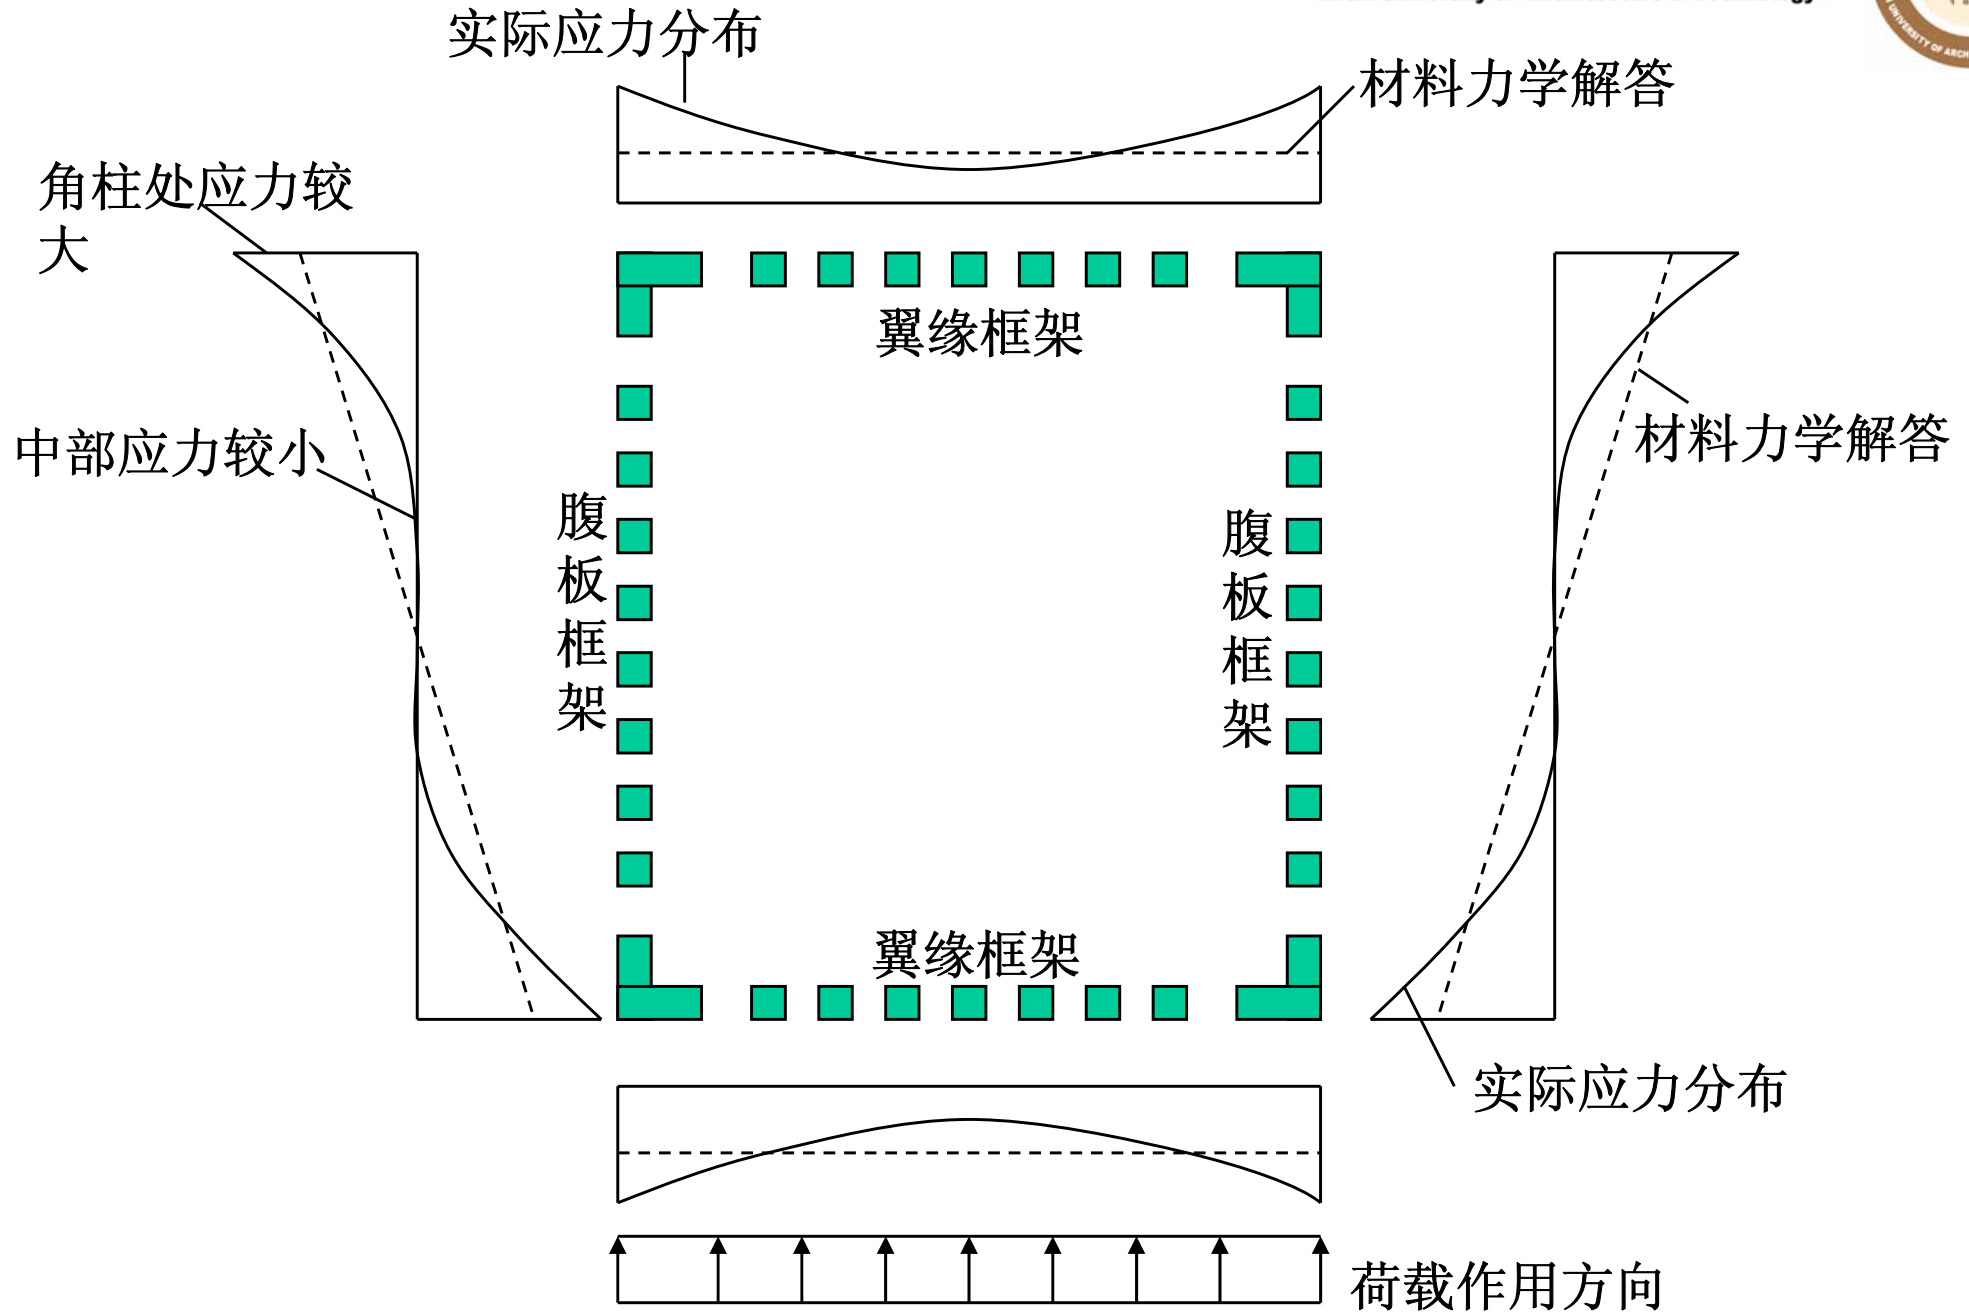 实际应力分布
材料力学解答
角柱处应力较
大
翼缘框架
中部应力较小
材料力学解答
腹板框架
腹板框架
翼缘框架
实际应力分布
荷载作用方向